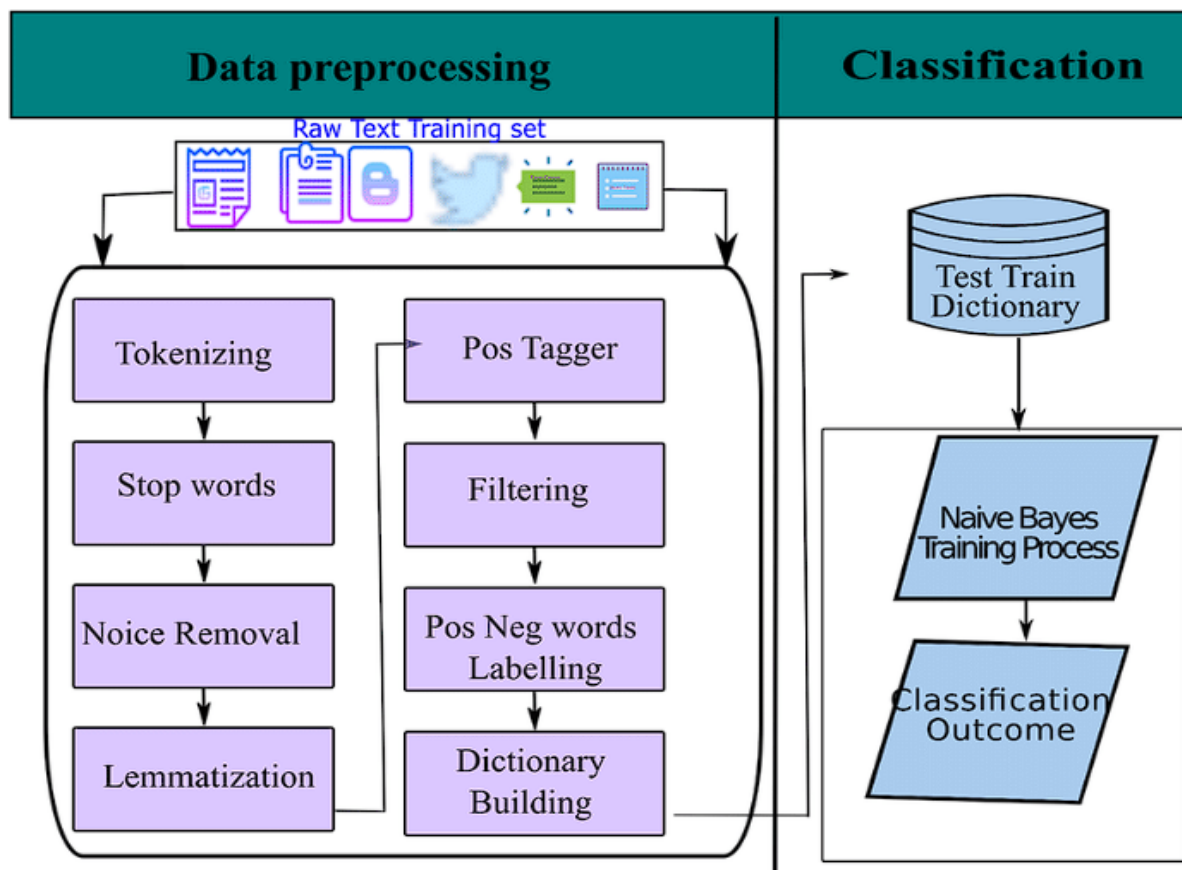 Data preprocessing
Classification
Raw Text Training set
Tokenizing
Stop words
Noice Removal
Lemmatization
Pos Tagger
Filtering
Pos Neg words
Labelling
Dictionary
Building
Test Train
Dictionary
Naive Bayes
Training Process
Classification
Outcome